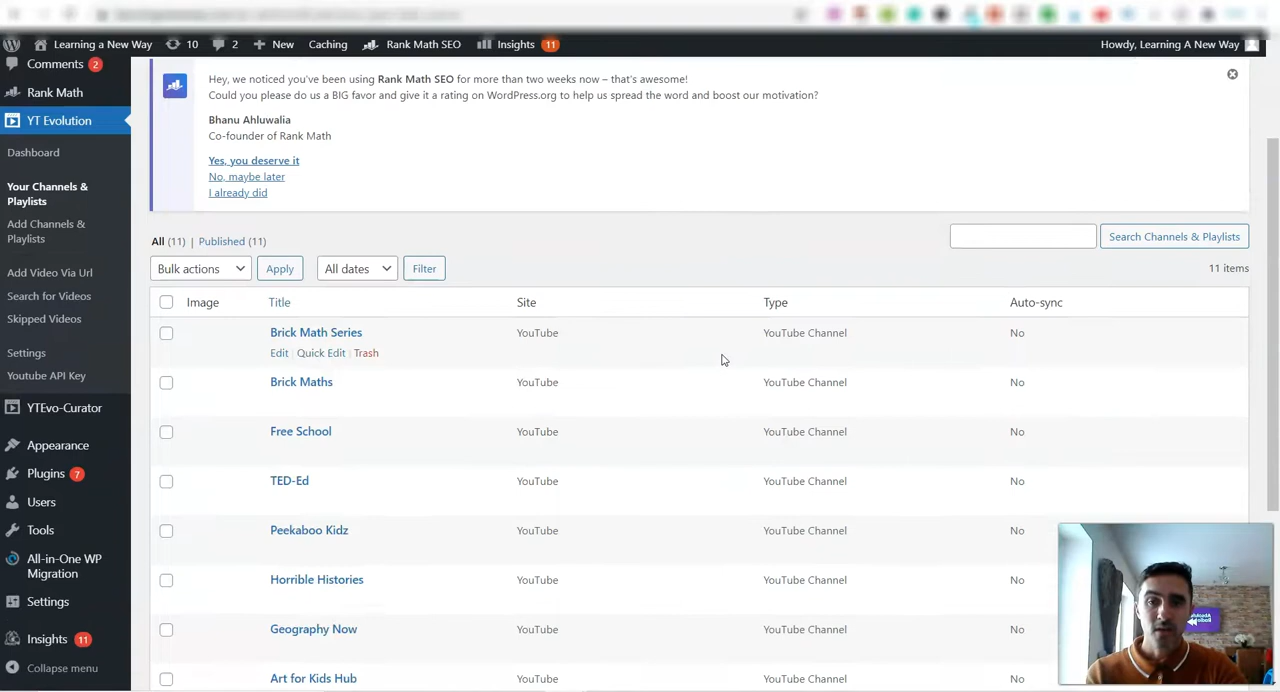 Learning a New Way 10 2 New Caching Rank Math SEO Insights 11 Howdy, Learning A New Way
Comments 2
Rank Math
YT Evolution
Dashboard
Your Channels &
Playlists
Add Channels &
Playlists
Add Video Via Url
Search for Videos
Skipped Videos
Settings
Youtube API Key
YTEvo-Curator
Appearance
Plugins 7
Users
Tools
All-in-One WP
Migration
Settings
Insights 11
Collapse menu
Hey, we noticed you've been using Rank Math SEO for more than two weeks now – that's awesome!
Could you please do us a BIG favor and give it a rating on WordPress.org to help us spread the word and boost our motivation?
Bhanu Ahluwalia
Co-founder of Rank Math
Yes, you deserve it
No, maybe later
I already did
All (11) | Published (11)
Search Channels & Playlists
Bulk actions Apply All dates Filter 11 items
Image Title Site Type Auto-sync
Brick Math Series YouTube YouTube Channel No
Edit | Quick Edit | Trash
Brick Maths YouTube YouTube Channel No
Free School YouTube YouTube Channel No
TED-Ed YouTube YouTube Channel No
Peekaboo Kidz YouTube YouTube Channel No
Horrible Histories YouTube YouTube Channel No
Geography Now YouTube YouTube Channel No
Art for Kids Hub YouTube YouTube Channel No